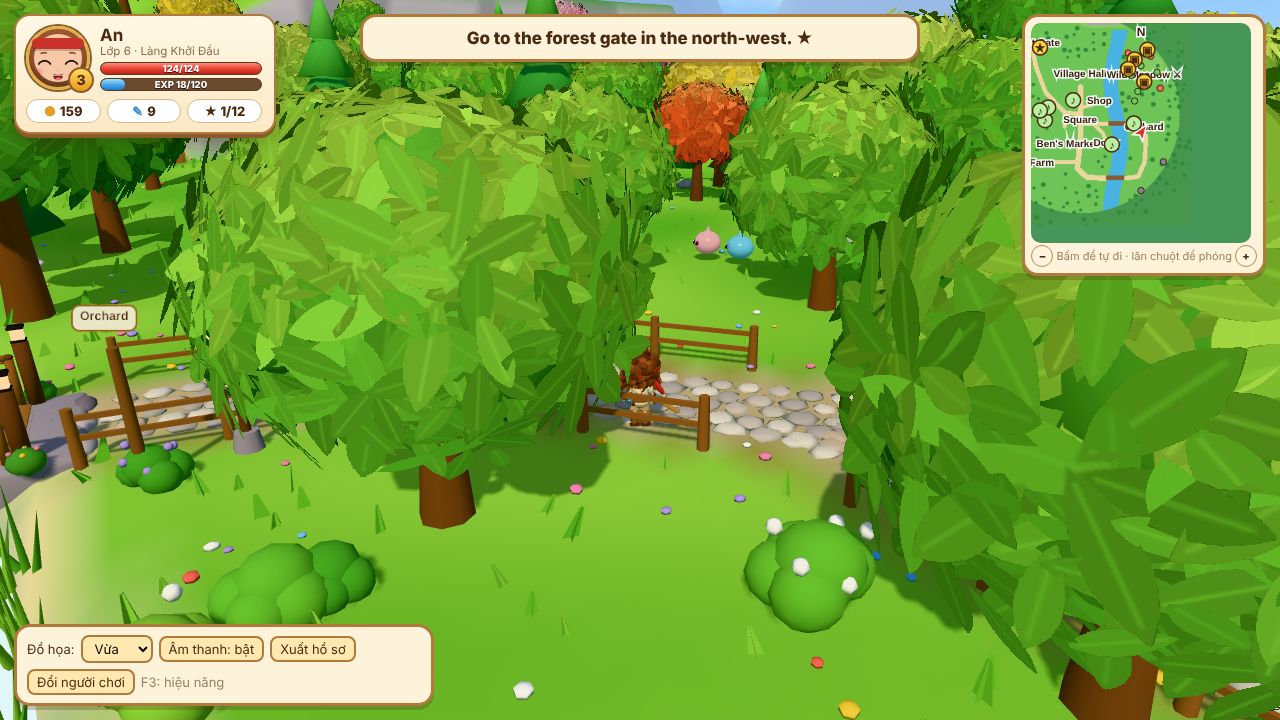 An
Lớp 6 · Làng Khởi Đầu
124/124
EXP 18/120
3
159
9
★ 1/12
Go to the forest gate in the north-west. ★
N
Village Hall
Shop
Square
Ben's Market
Farm
Bấm để tự đi · lăn chuột để phóng
Orchard
Đồ họa:
Vừa
Âm thanh: bật
Xuất hồ sơ
Đổi người chơi
F3: hiệu năng